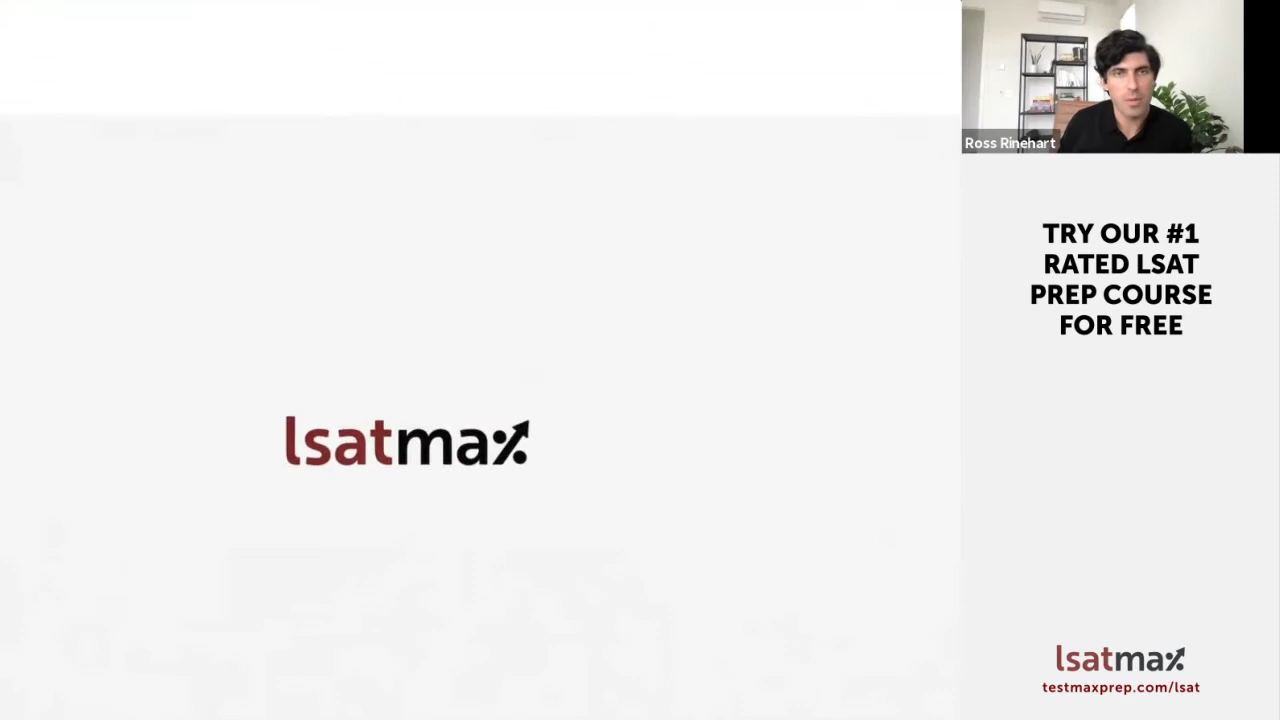 Ross Rinehart
TRY OUR #1
RATED LSAT
PREP COURSE
FOR FREE
lsatmax
lsatmax
testmaxprep.com/lsat